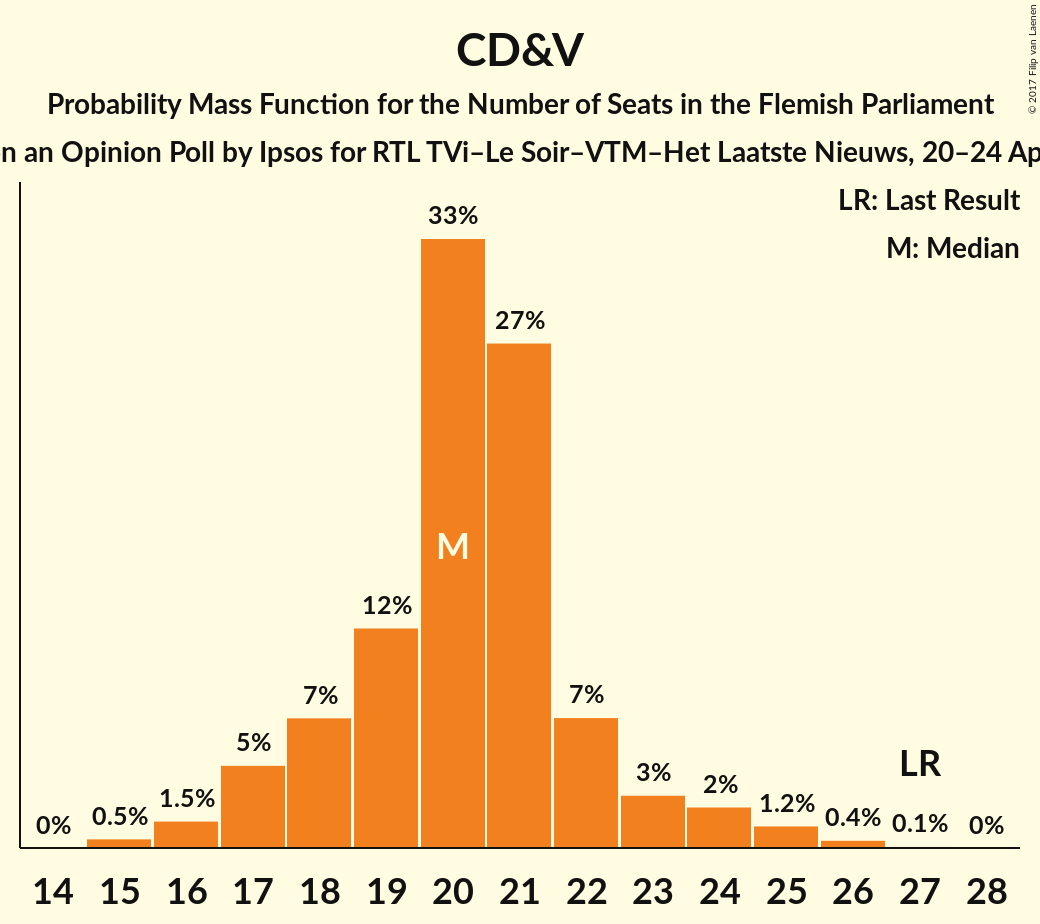 CD&V
Probability Mass Function for the Number of Seats in the Flemish Parliament
an Opinion Poll by Ipsos for RTL TVi–Le Soir–VTM–Het Laatste Nieuws, 20–24
LR: Last Result
M: Median
33%
27%
M
12%
7%
7%
5%
LR
3%
2%
1.5%
1.2%
0.5%
0.4%
0.1%
0%
0%
14 15 16 17 18 19 20 21 22 23 24 25 26 27 28
© 2017 Filip van Laenen